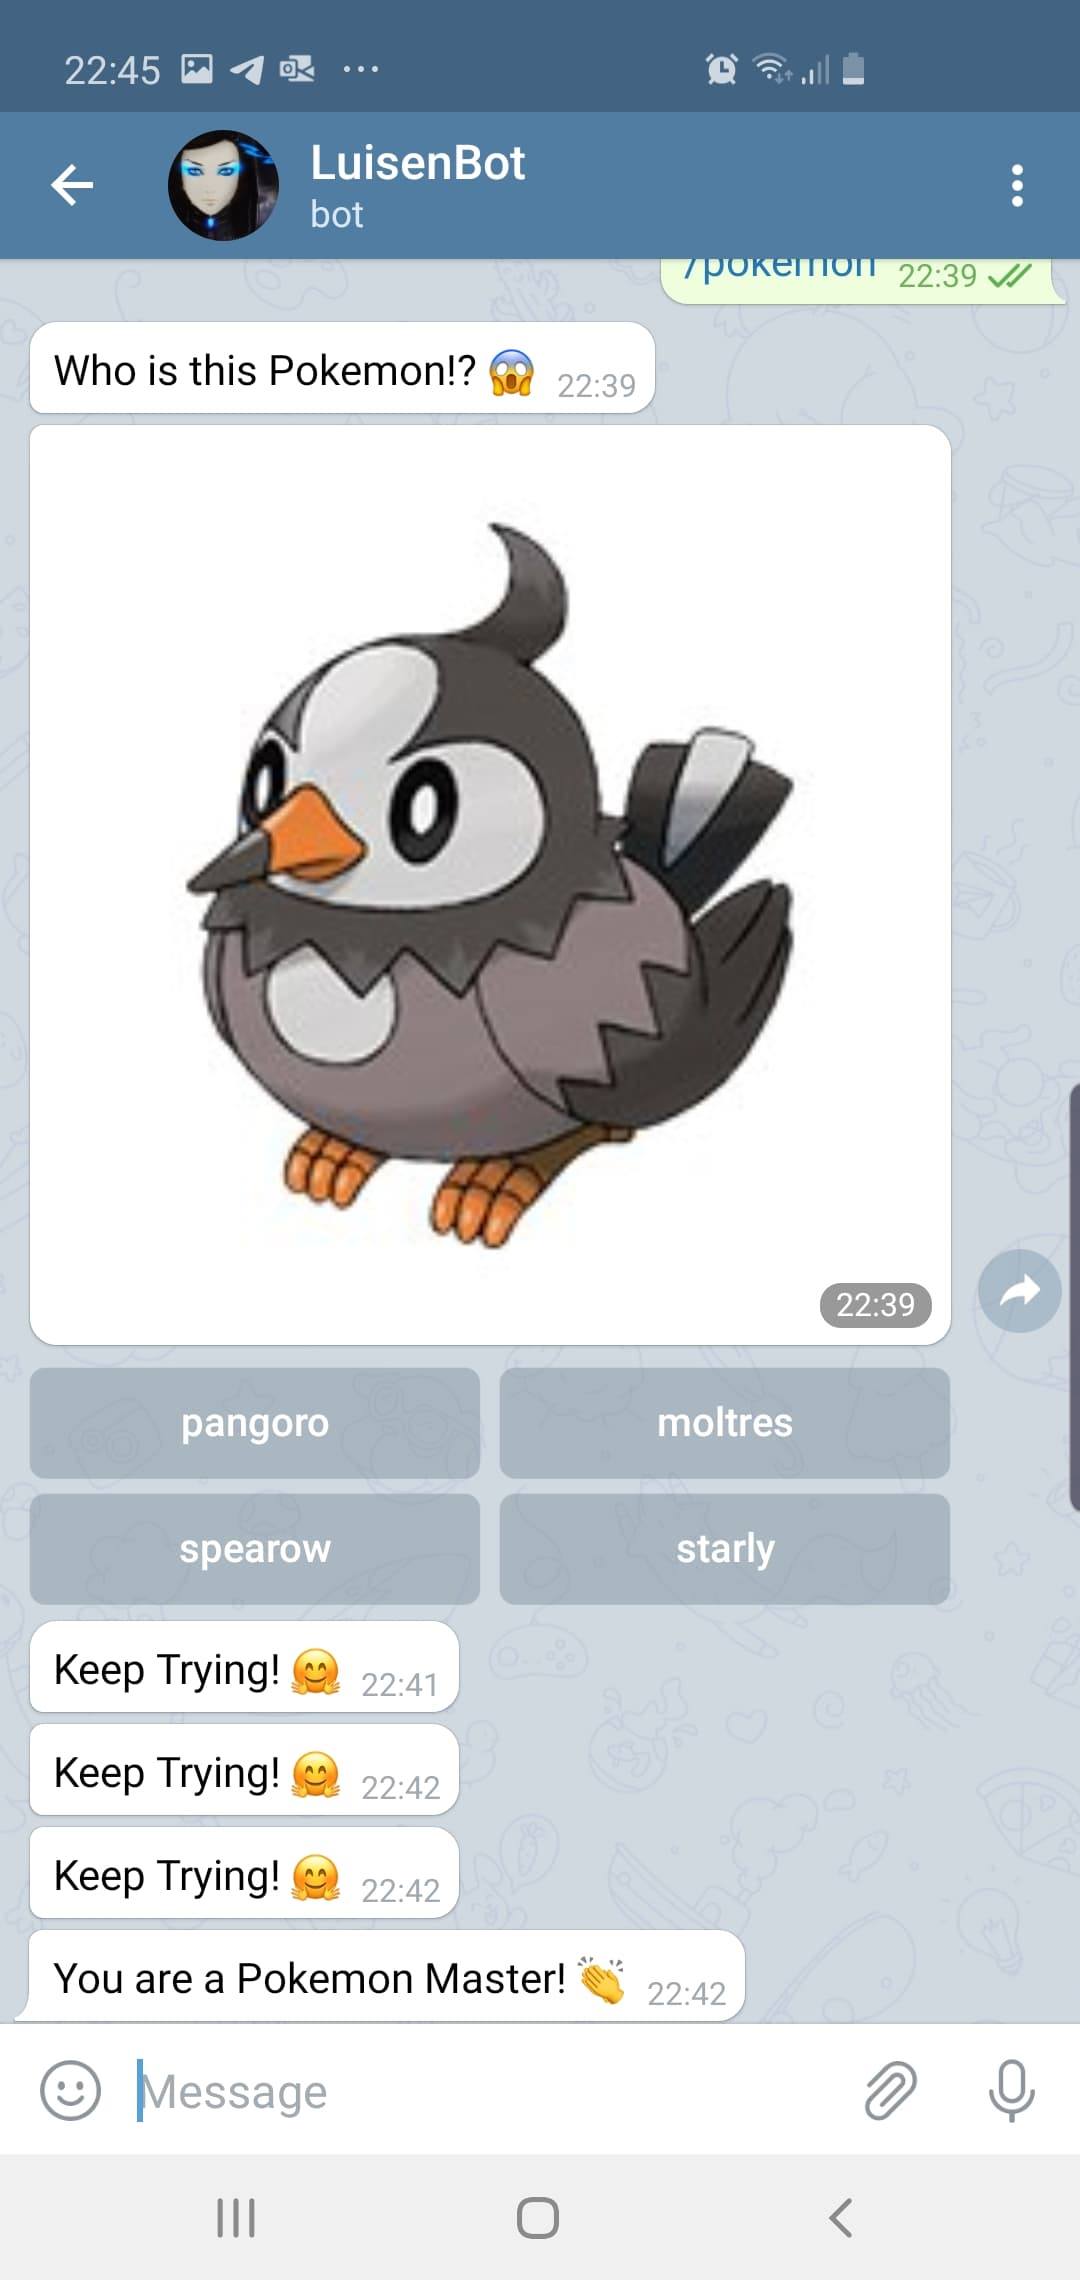 22:45
LuisenBot
bot
/pokemon 22:39
Who is this Pokemon!? 😱 22:39
22:39
pangoro moltres
spearow starly
Keep Trying! 🤗 22:41
Keep Trying! 🤗 22:42
Keep Trying! 🤗 22:42
You are a Pokemon Master! 👏 22:42
Message